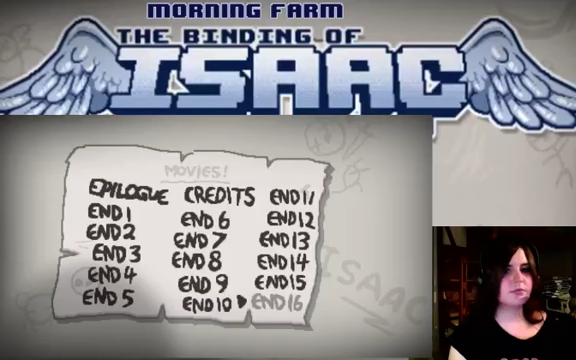 MORNING FARM
THE BINDING OF
ISAAC
MOVIES!
EPILOGUE CREDITS END 11
END 1 END 6 END 12
END 2 END 7 END 13
END 3 END 8 END 14
END 4 END 9 END 15
END 5 END 10 END 16
ISAAC